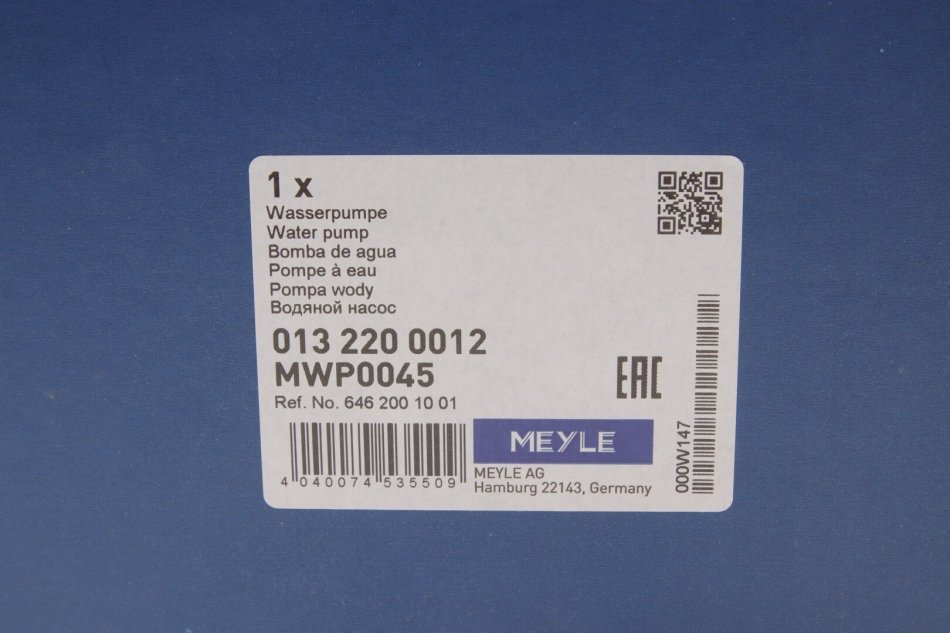 1 x
Wasserpumpe
Water pump
Bomba de agua
Pompe à eau
Pompa wody
Водяной насос
013 220 0012
MWP0045
Ref. No. 646 200 10 01
EAC
4 040074 535509
MEYLE
MEYLE AG
Hamburg 22143, Germany
000W147